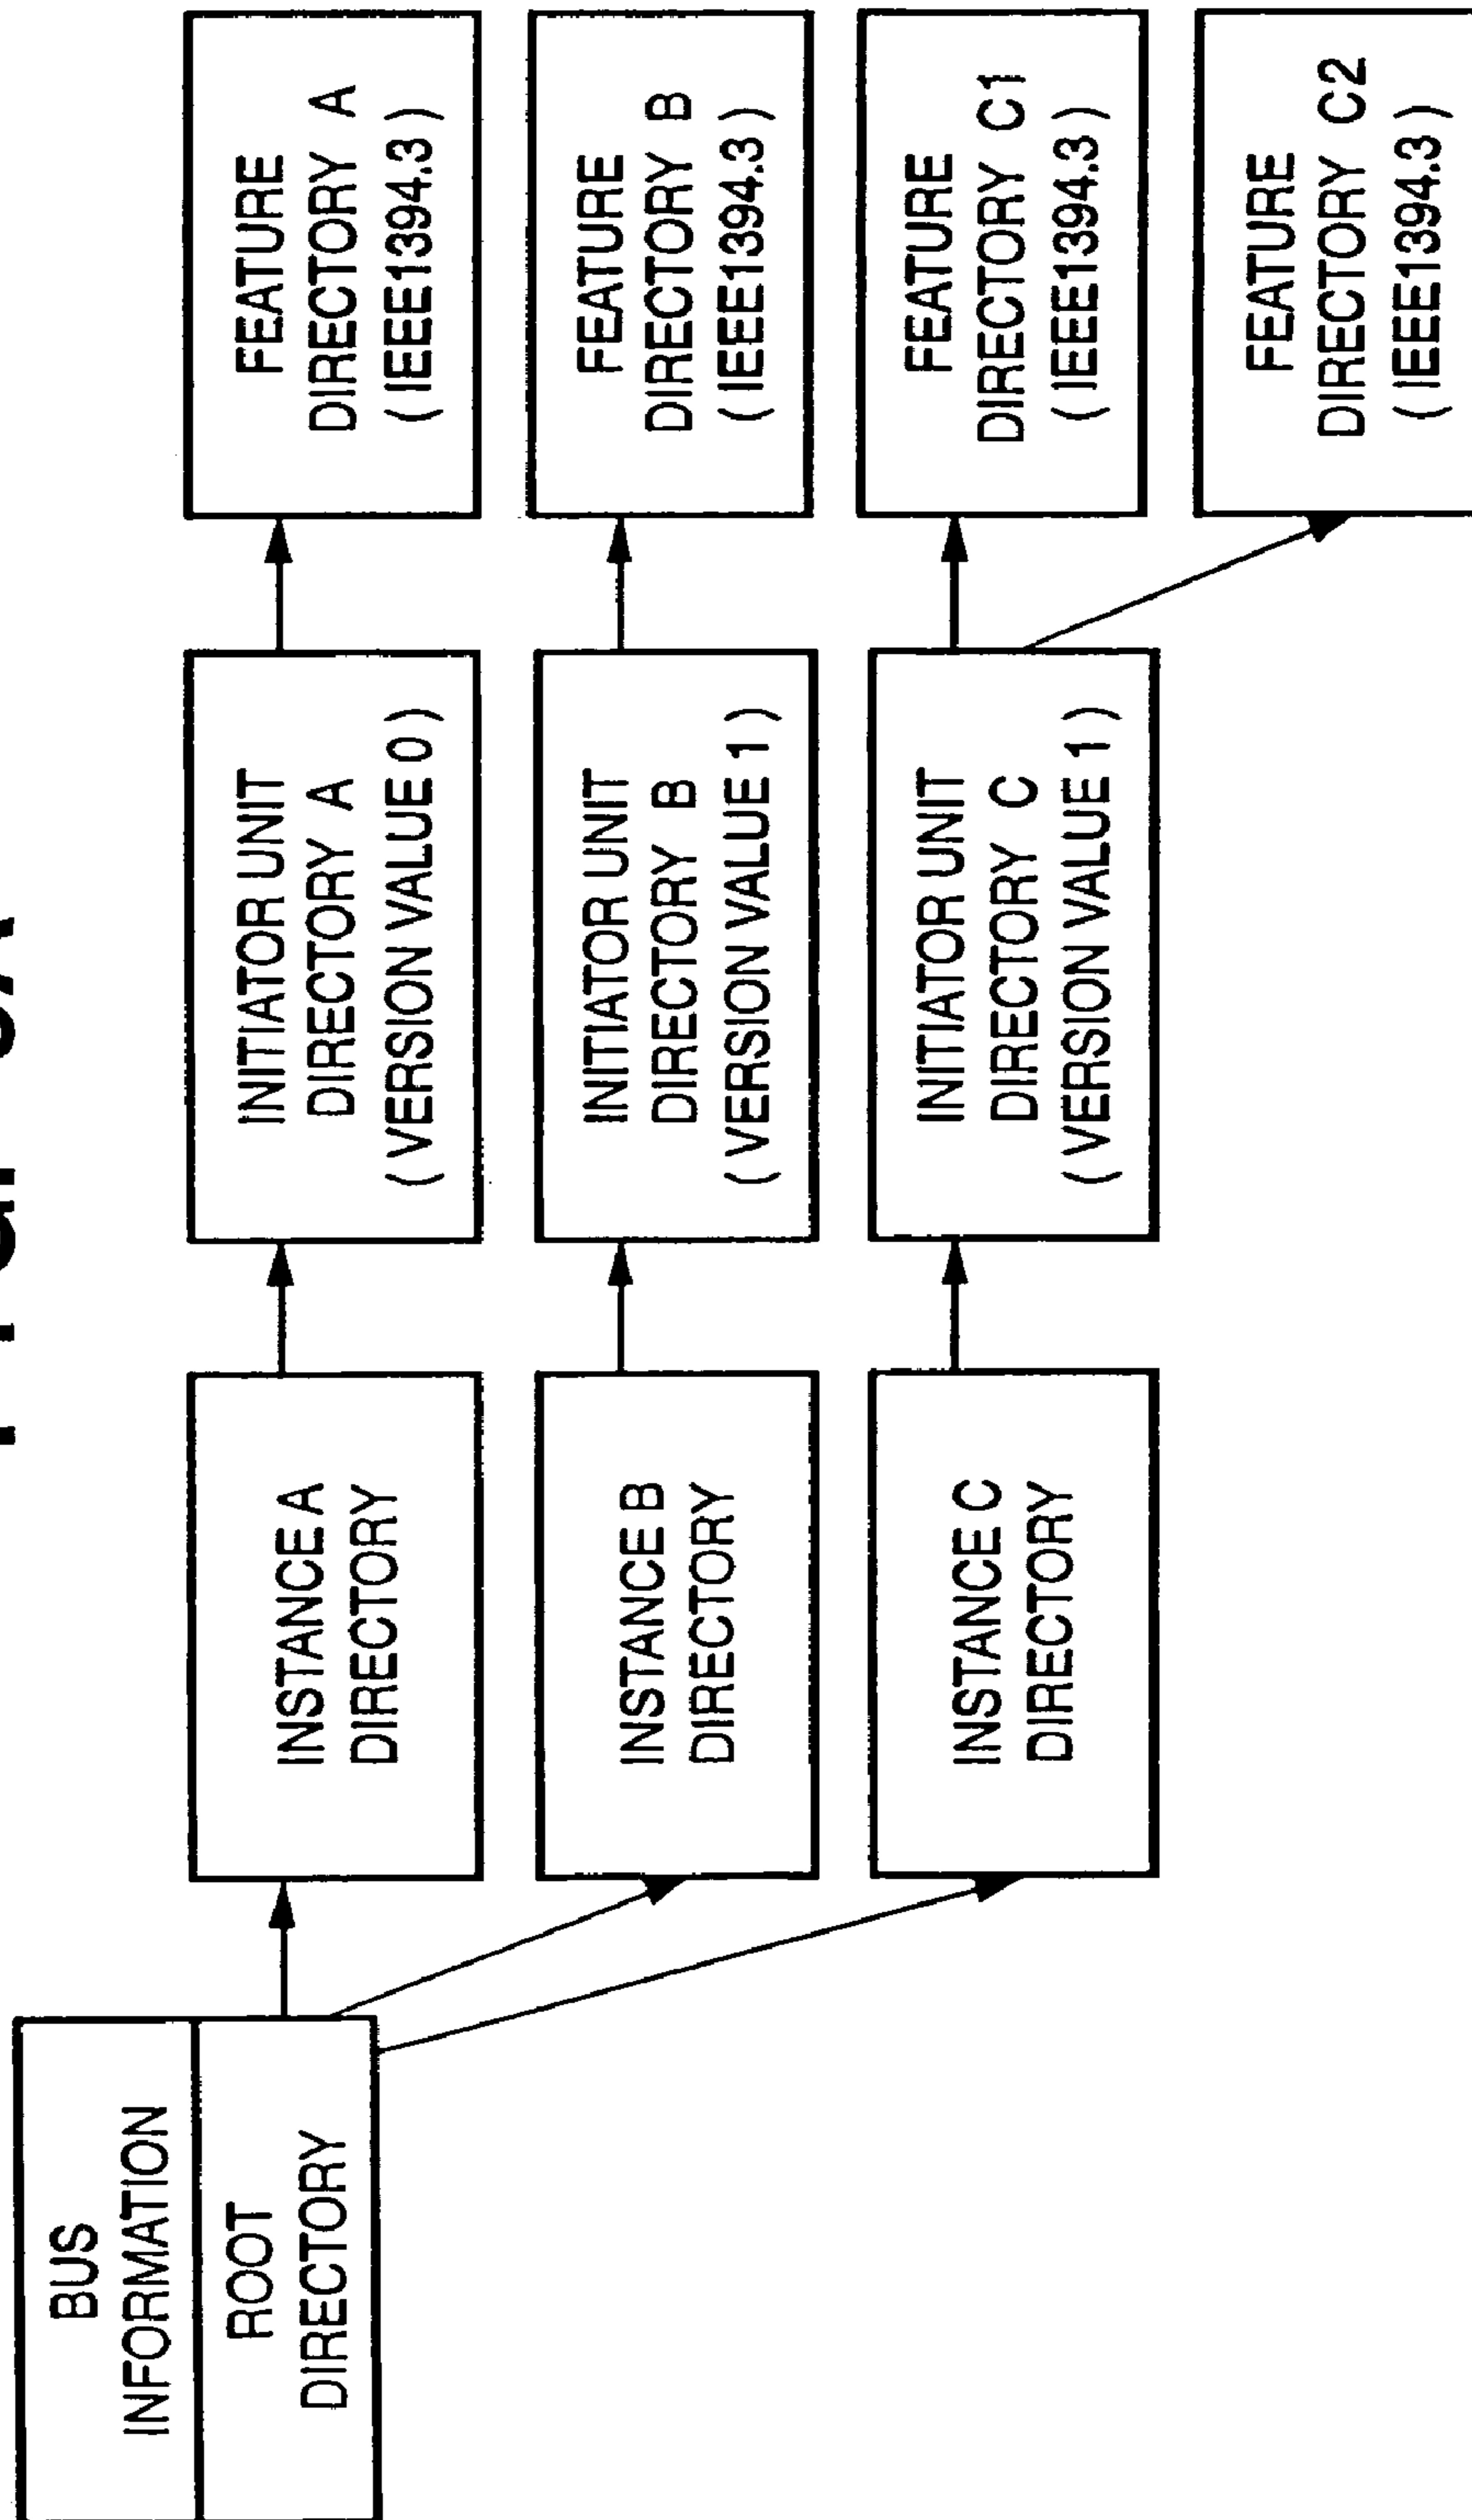 BUS
INFORMATION
ROOT
DIRECTORY
INSTANCE A
DIRECTORY
INITIATOR UNIT
DIRECTORY A
(VERSION VALUE 0)
FEATURE
DIRECTORY A
(IEEE1394.3)
INSTANCE B
DIRECTORY
INITIATOR UNIT
DIRECTORY B
(VERSION VALUE 1)
FEATURE
DIRECTORY B
(IEEE1394.3)
INSTANCE C
DIRECTORY
INITIATOR UNIT
DIRECTORY C
(VERSION VALUE 1)
FEATURE
DIRECTORY C1
(IEEE1394.3)
FEATURE
DIRECTORY C2
(IEEE1394.3)